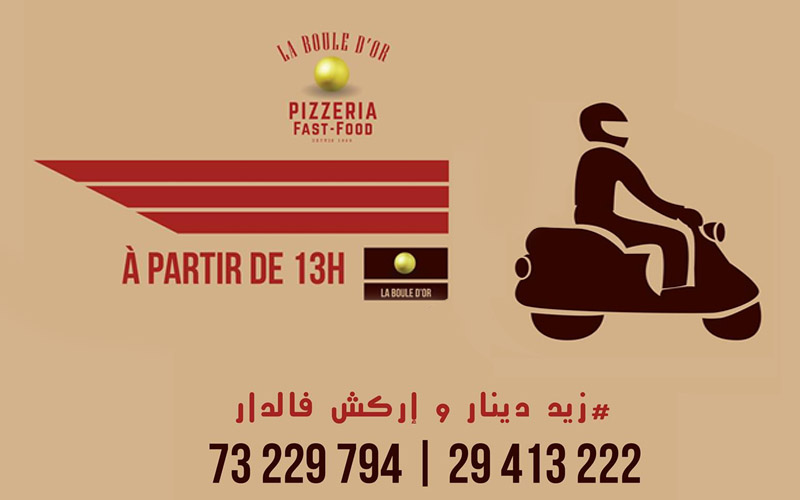 LA BOULE D'OR
PIZZERIA
FAST-FOOD
À PARTIR DE 13H
LA BOULE D'OR
#زيد دينار و إركش فالدار
73 229 794 | 29 413 222